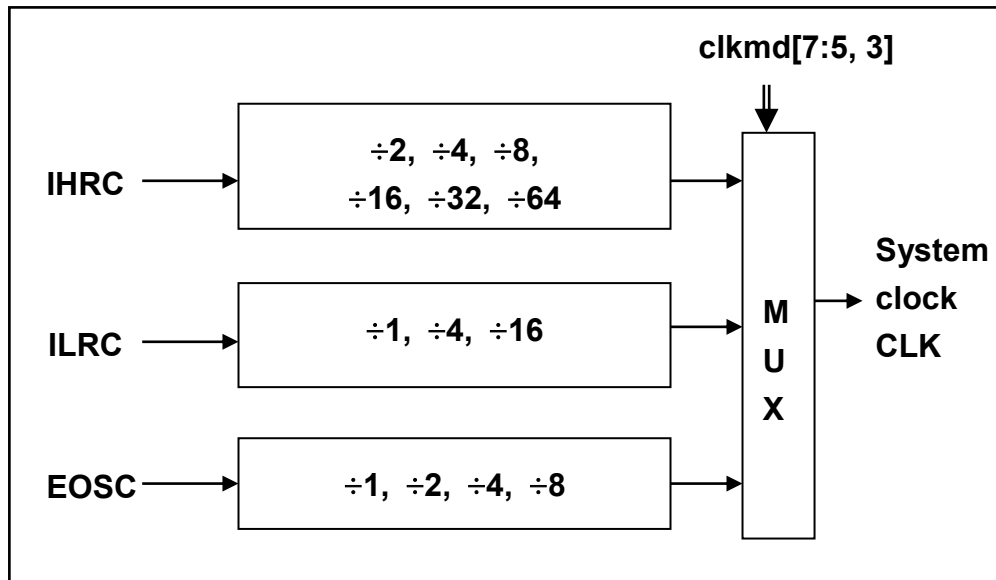 clkmd[7:5, 3]
÷2, ÷4, ÷8,
IHRC
÷16, ÷32, ÷64
System
clock
CLK
M
U
X
ILRC
÷1, ÷4, ÷16
EOSC
÷1, ÷2, ÷4, ÷8